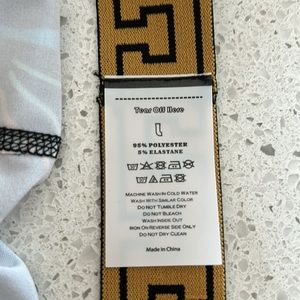 Tear Off Here
L
95% POLYESTER
5% ELASTANE
MACHINE WASH IN COLD WATER
WASH WITH SIMILAR COLOR
DO NOT TUMBLE DRY
DO NOT BLEACH
WASH INSIDE OUT
IRON ON REVERSE SIDE ONLY
DO NOT DRY CLEAN
Made in China